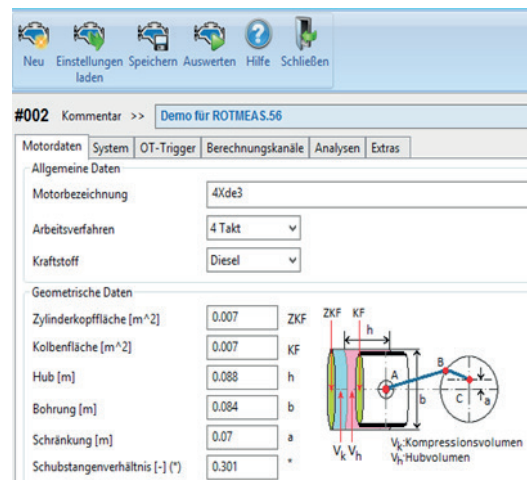 Neu Einstellungen laden Speichern Auswerten Hilfe Schließen
#002 Kommentar >> Demo für ROTMEAS.56
Motordaten System OT-Trigger Berechnungskanäle Analysen Extras
Allgemeine Daten
Motorbezeichnung 4Xde3
Arbeitsverfahren 4 Takt
Kraftstoff Diesel
Geometrische Daten
Zylinderkopffläche [m^2] 0.007 ZKF
Kolbenfläche [m^2] 0.007 KF
Hub [m] 0.088 h
Bohrung [m] 0.084 b
Schränkung [m] 0.07 a
Schubstangenverhältnis [-] (*) 0.301 *
ZKF KF
h
A B
b C a
Vk Vh
Vk:Kompressionsvolumen
Vh:Hubvolumen